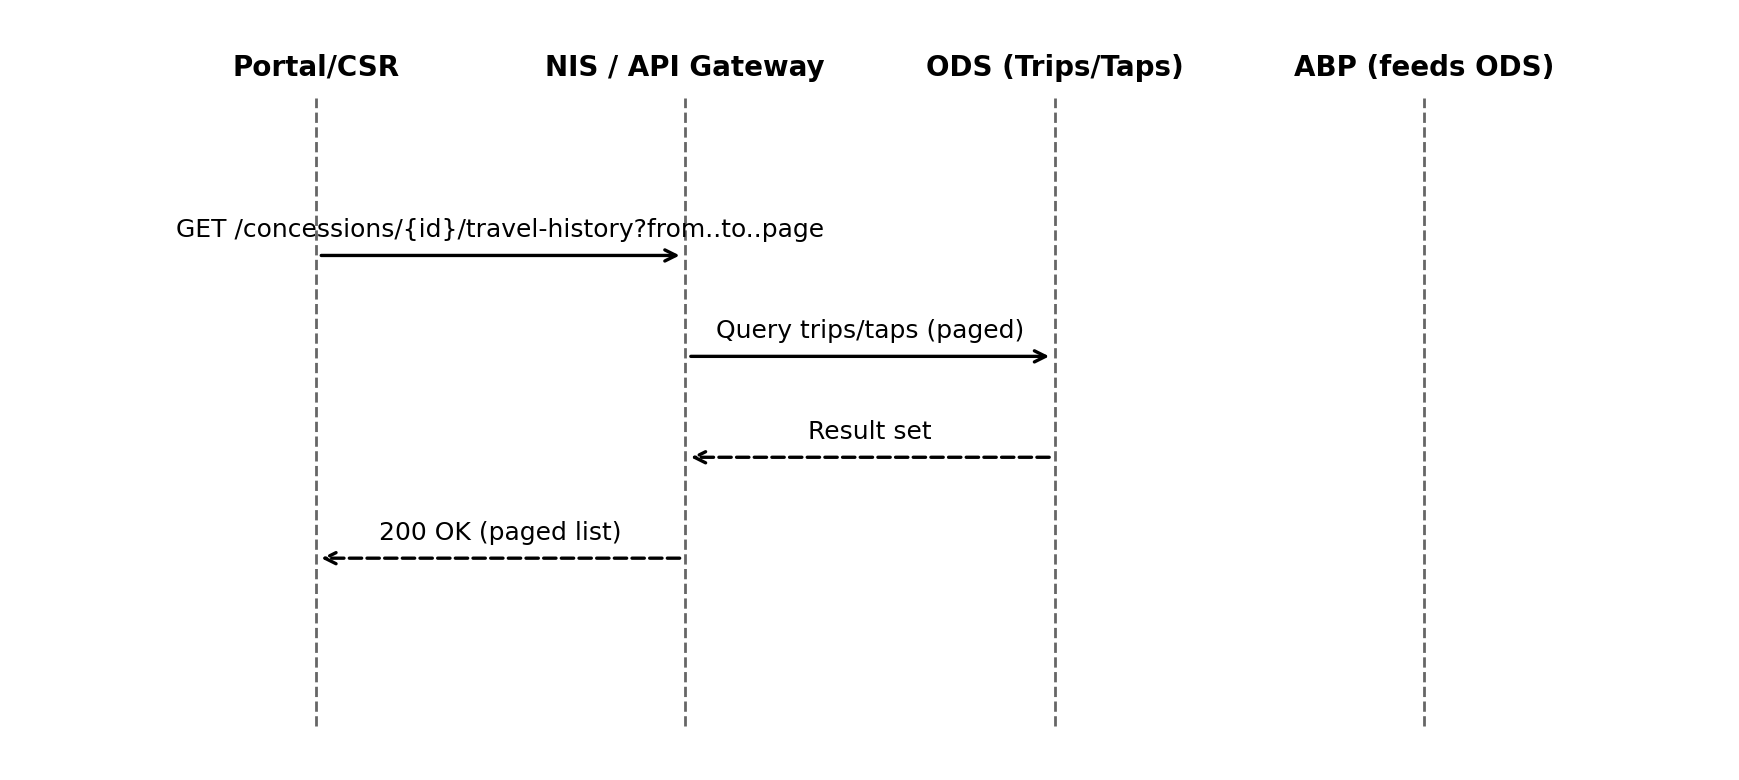 Portal/CSR
NIS / API Gateway
ODS (Trips/Taps)
ABP (feeds ODS)
GET /concessions/{id}/travel-history?from..to..page
Query trips/taps (paged)
Result set
200 OK (paged list)